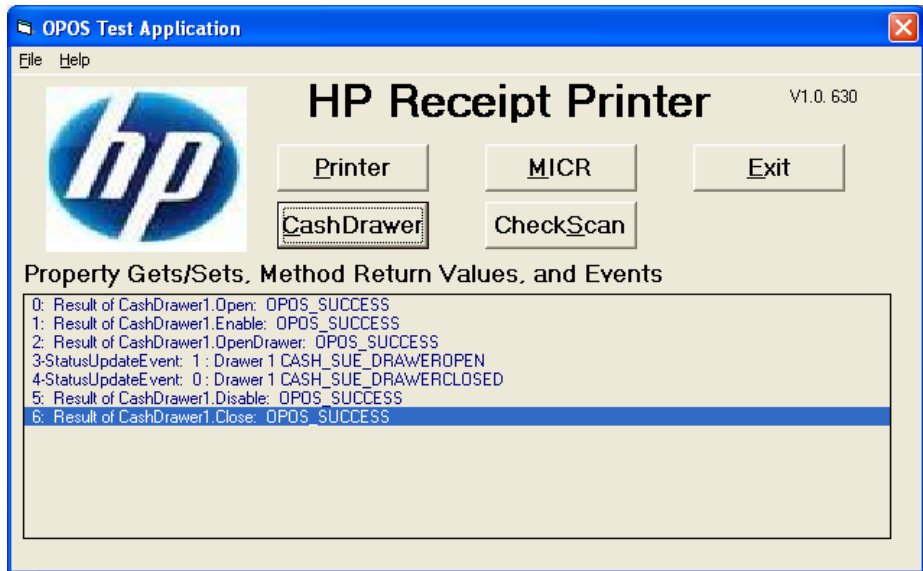 OPOS Test Application
File Help
HP Receipt Printer
V1.0. 630
hp
Printer MICR Exit
CashDrawer CheckScan
Property Gets/Sets, Method Return Values, and Events
0: Result of CashDrawer1.Open: OPOS_SUCCESS
1: Result of CashDrawer1.Enable: OPOS_SUCCESS
2: Result of CashDrawer1.OpenDrawer: OPOS_SUCCESS
3-StatusUpdateEvent: 1 : Drawer 1 CASH_SUE_DRAWEROPEN
4-StatusUpdateEvent: 0 : Drawer 1 CASH_SUE_DRAWERCLOSED
5: Result of CashDrawer1.Disable: OPOS_SUCCESS
6: Result of CashDrawer1.Close: OPOS_SUCCESS